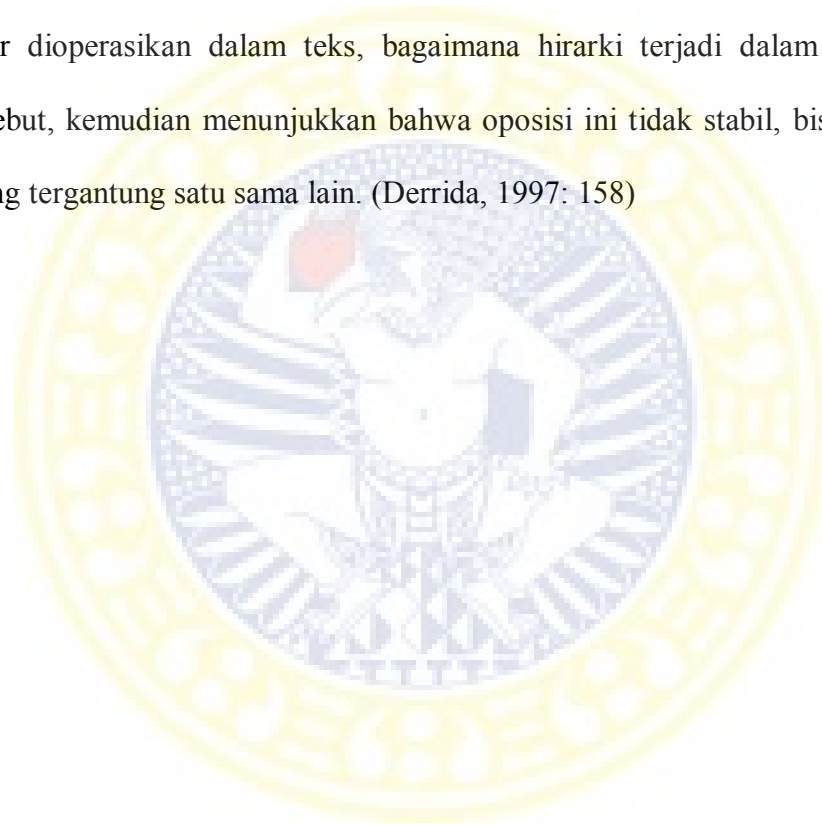 r dioperasikan dalam teks, bagaimana hirarki terjadi dalam
ebut, kemudian menunjukkan bahwa oposisi ini tidak stabil, bis
ng tergantung satu sama lain. (Derrida, 1997: 158)